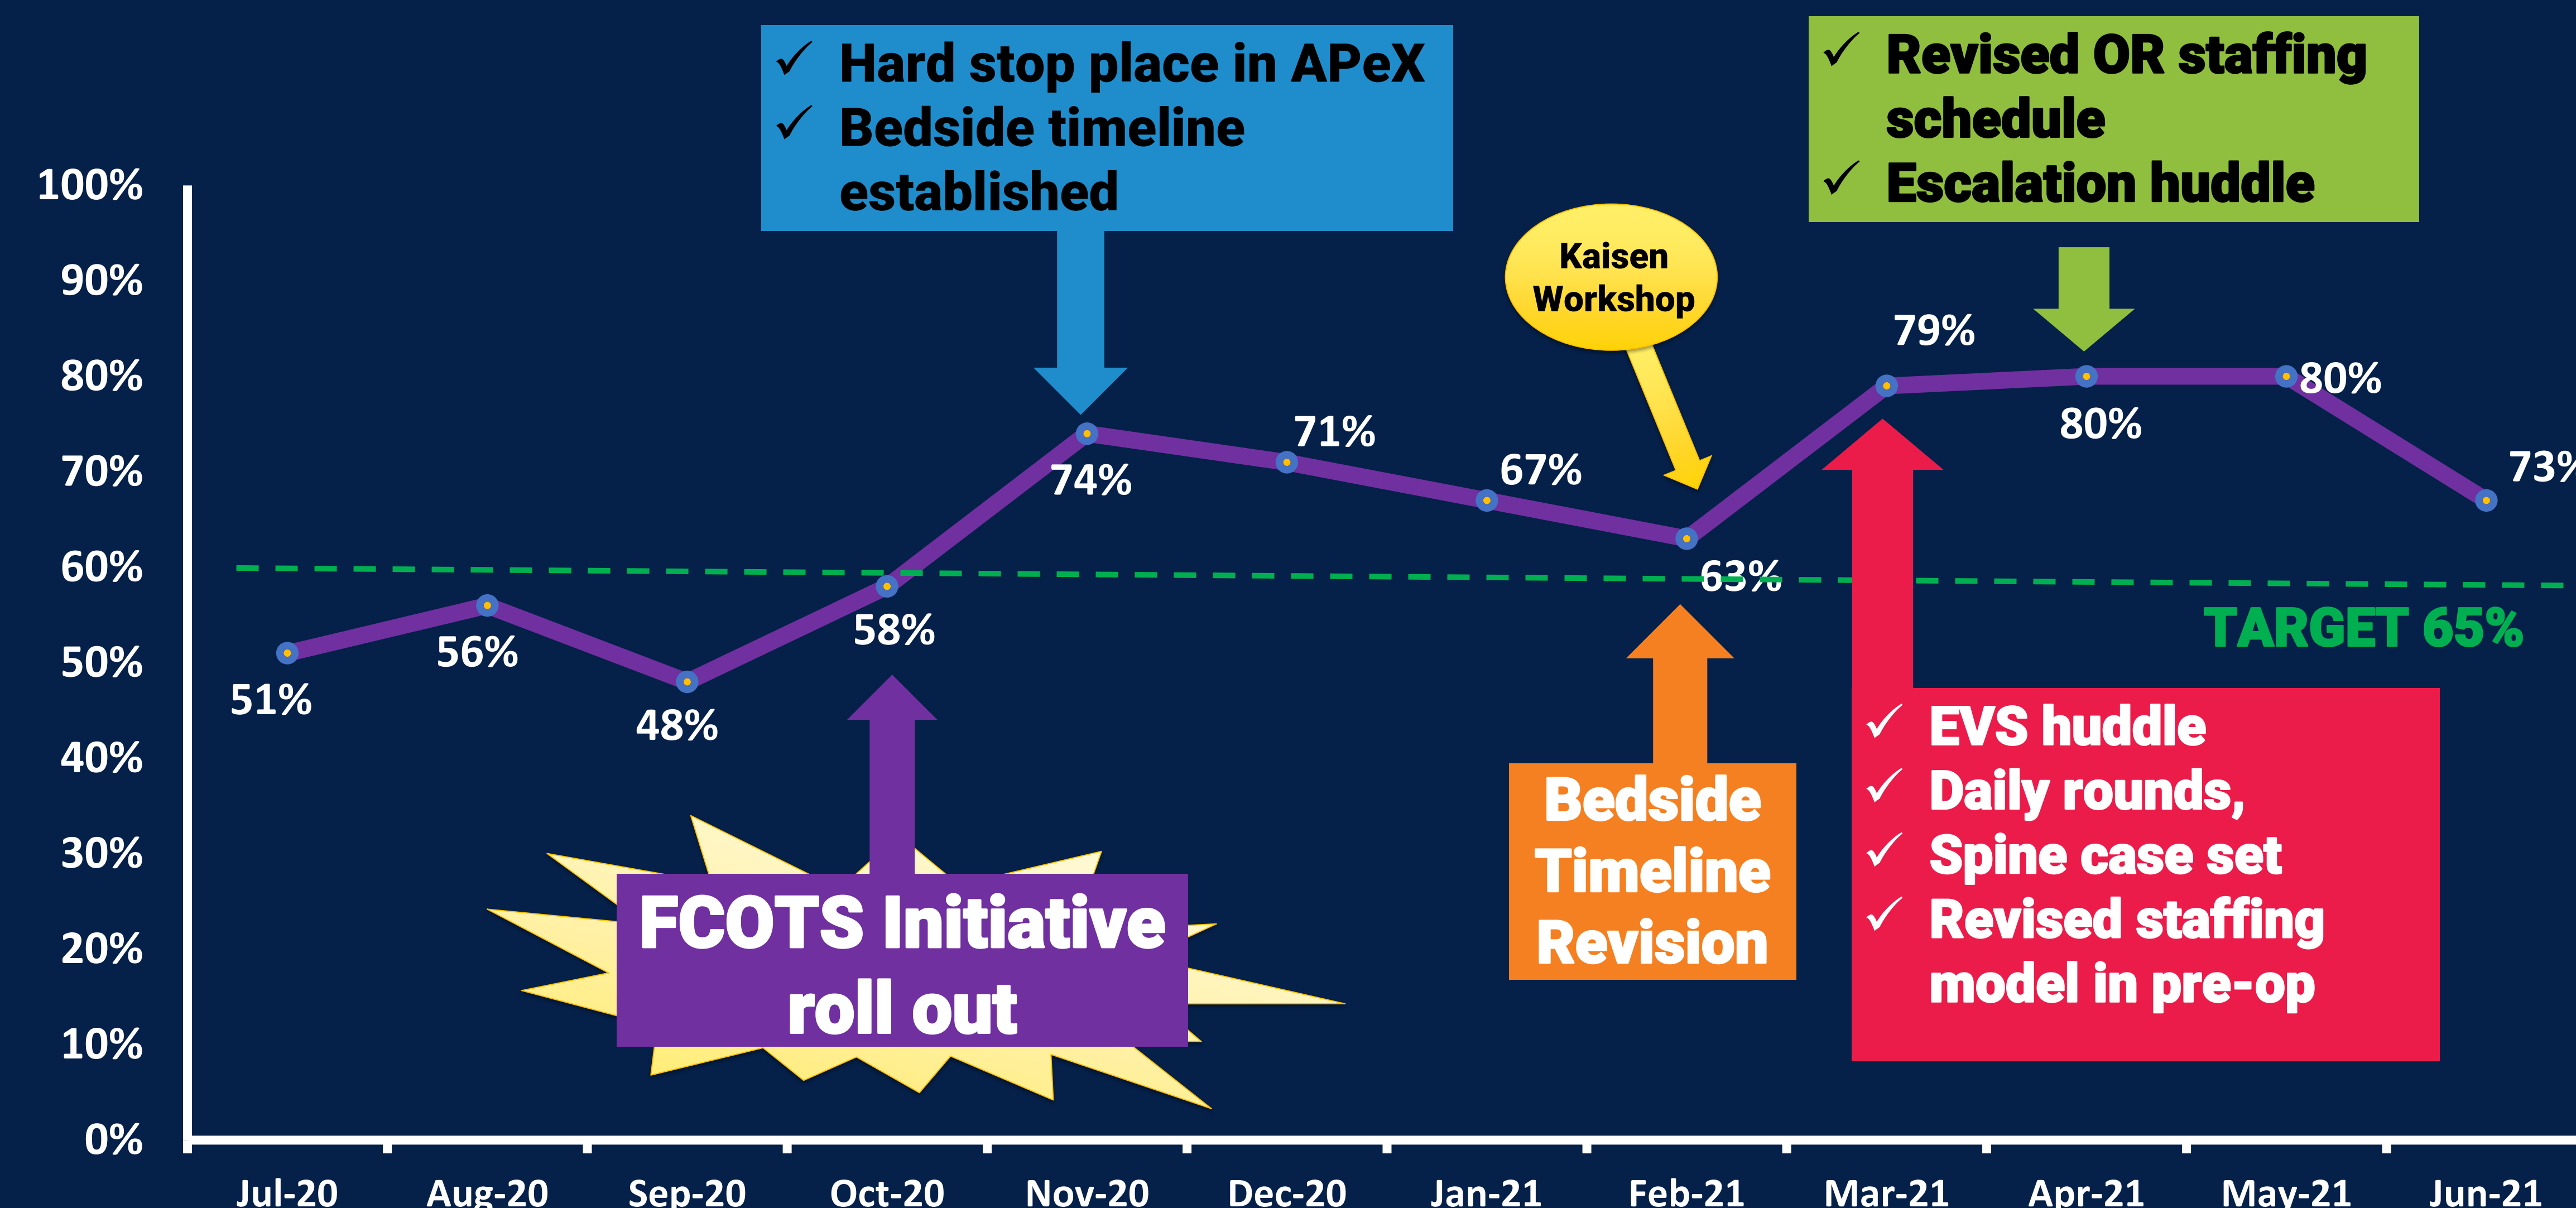 ✓ Hard stop place in APeX
✓ Bedside timeline
established
✓ Revised OR staffing
schedule
✓ Escalation huddle
Kaisen
Workshop
100%
90%
80%
70%
60%
50%
40%
30%
20%
10%
0%
51%
56%
48%
58%
74%
71%
67%
63%
79%
80%
80%
73%
TARGET 65%
FCOTS Initiative
roll out
Bedside
Timeline
Revision
✓ EVS huddle
✓ Daily rounds,
✓ Spine case set
✓ Revised staffing
model in pre-op
Jul-20 Aug-20 Sep-20 Oct-20 Nov-20 Dec-20 Jan-21 Feb-21 Mar-21 Apr-21 May-21 Jun-21